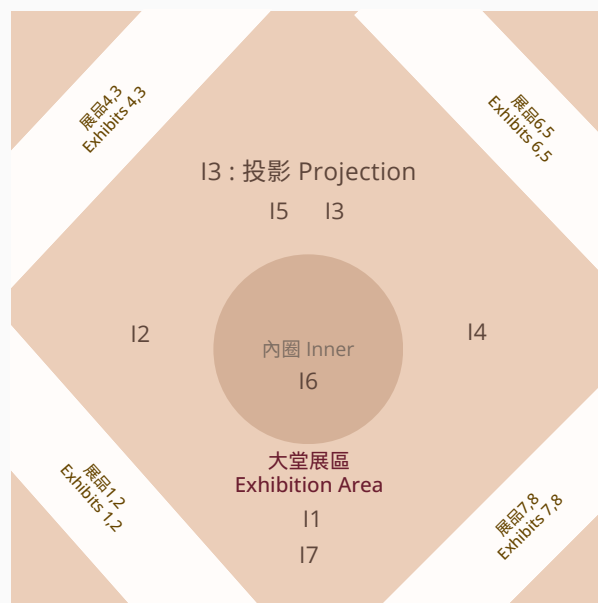 展品4,3
Exhibits 4,3
展品6,5
Exhibits 6,5
I3 : 投影 Projection
I5 I3
I2
I4
內圈 Inner
I6
大堂展區
Exhibition Area
展品1,2
Exhibits 1,2
展品7,8
Exhibits 7,8
I1
I7